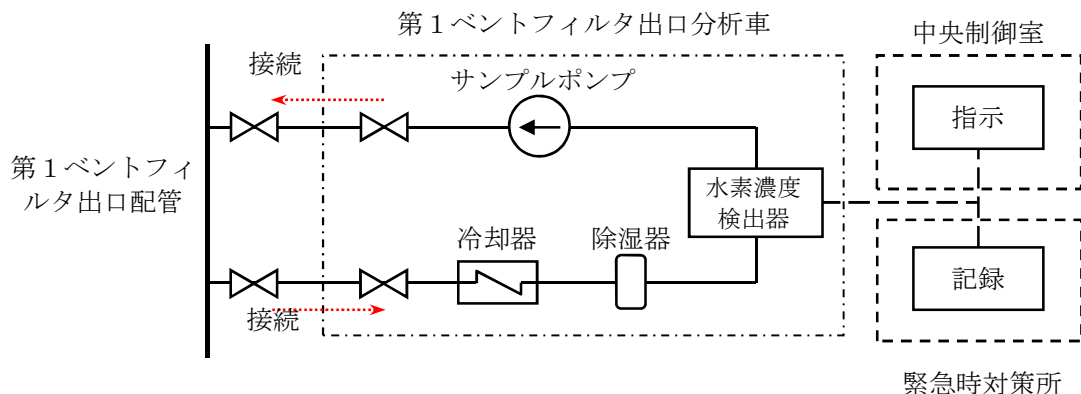 第１ベントフィルタ出口分析車
中央制御室
接続
サンプルポンプ
指示
第１ベントフィ
ルタ出口配管
水素濃度
検出器
冷却器
除湿器
記録
接続
緊急時対策所